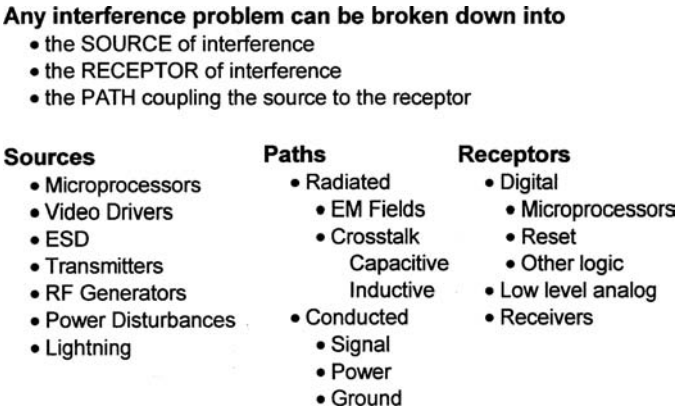 Any interference problem can be broken down into
• the SOURCE of interference
• the RECEPTOR of interference
• the PATH coupling the source to the receptor
Sources
• Microprocessors
• Video Drivers
• ESD
• Transmitters
• RF Generators
• Power Disturbances
• Lightning
Paths
• Radiated
• EM Fields
• Crosstalk
Capacitive
Inductive
• Conducted
• Signal
• Power
• Ground
Receptors
• Digital
• Microprocessors
• Reset
• Other logic
• Low level analog
• Receivers